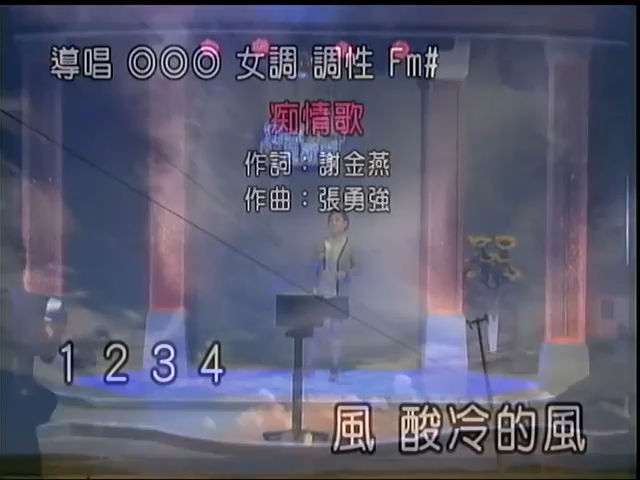 導唱 ◎◎◎ 女調 調性 Fm#
痴情歌
作詞：謝金燕
作曲：張勇強
1 2 3 4
風 酸冷的風